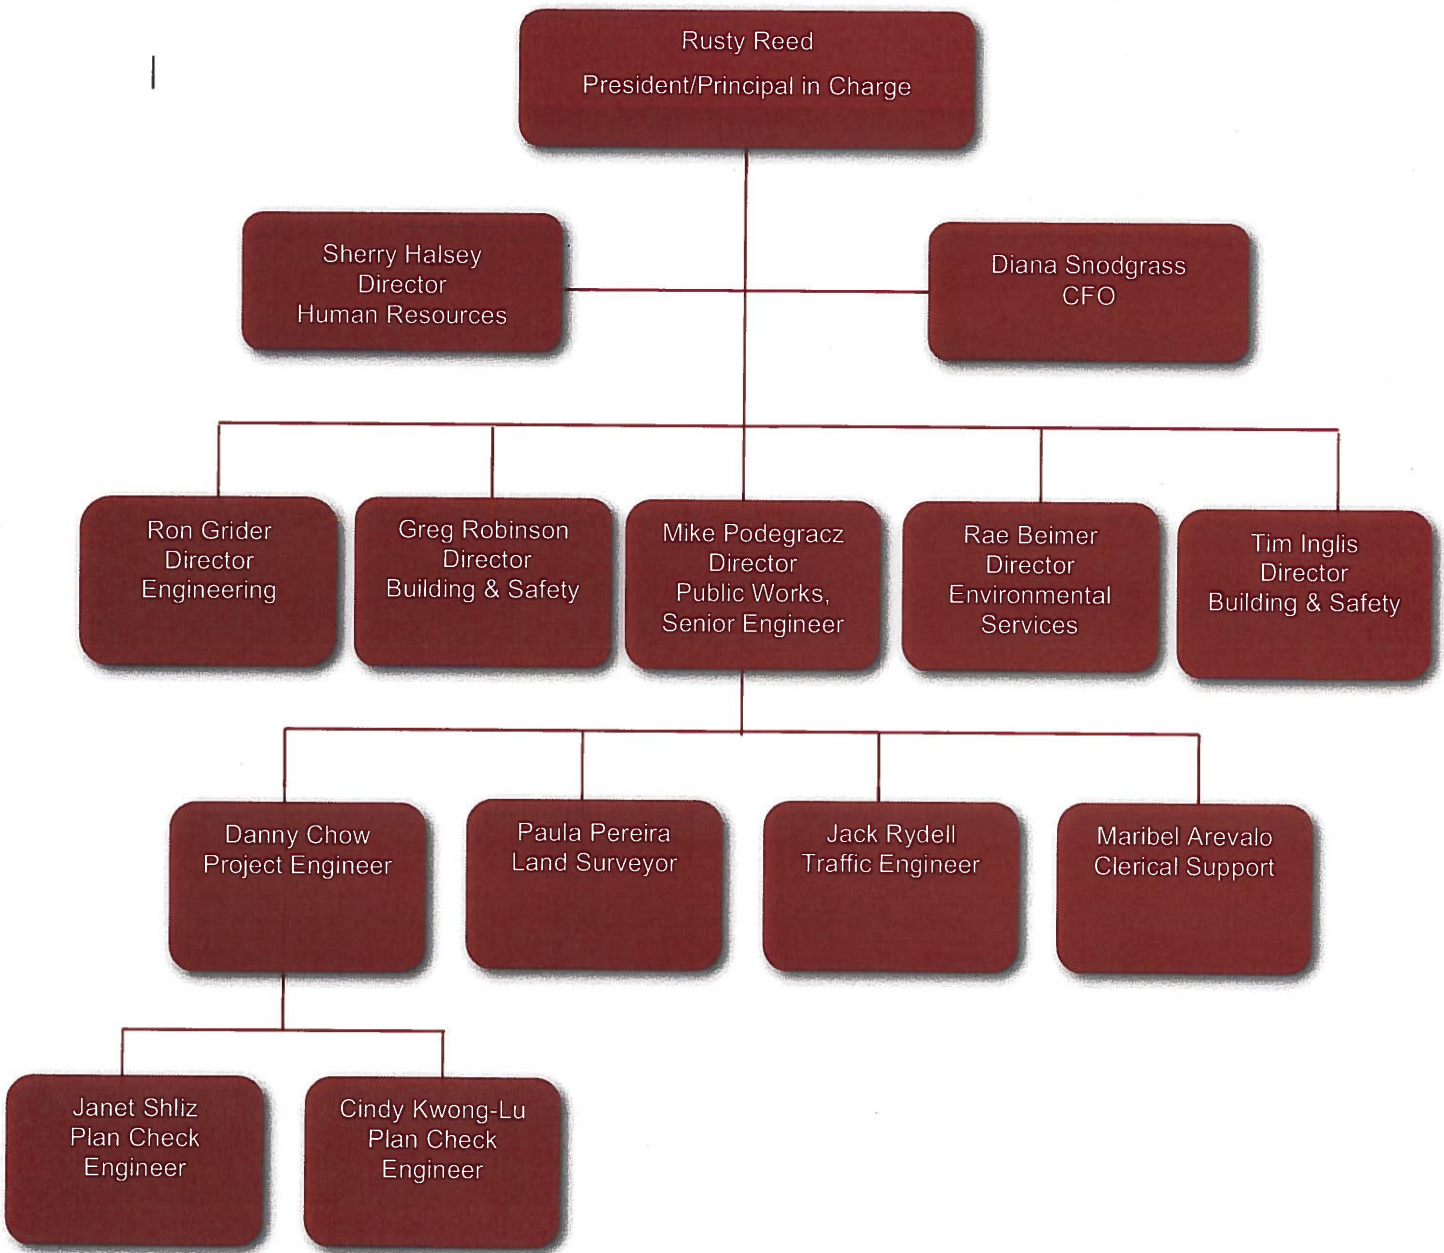 Rusty Reed
President/Principal in Charge
Sherry Halsey
Director
Human Resources
Diana Snodgrass
CFO
Ron Grider
Director
Engineering
Greg Robinson
Director
Building & Safety
Mike Podegracz
Director
Public Works,
Senior Engineer
Rae Beimer
Director
Environmental
Services
Tim Inglis
Director
Building & Safety
Danny Chow
Project Engineer
Paula Pereira
Land Surveyor
Jack Rydell
Traffic Engineer
Maribel Arevalo
Clerical Support
Janet Shliz
Plan Check
Engineer
Cindy Kwong-Lu
Plan Check
Engineer